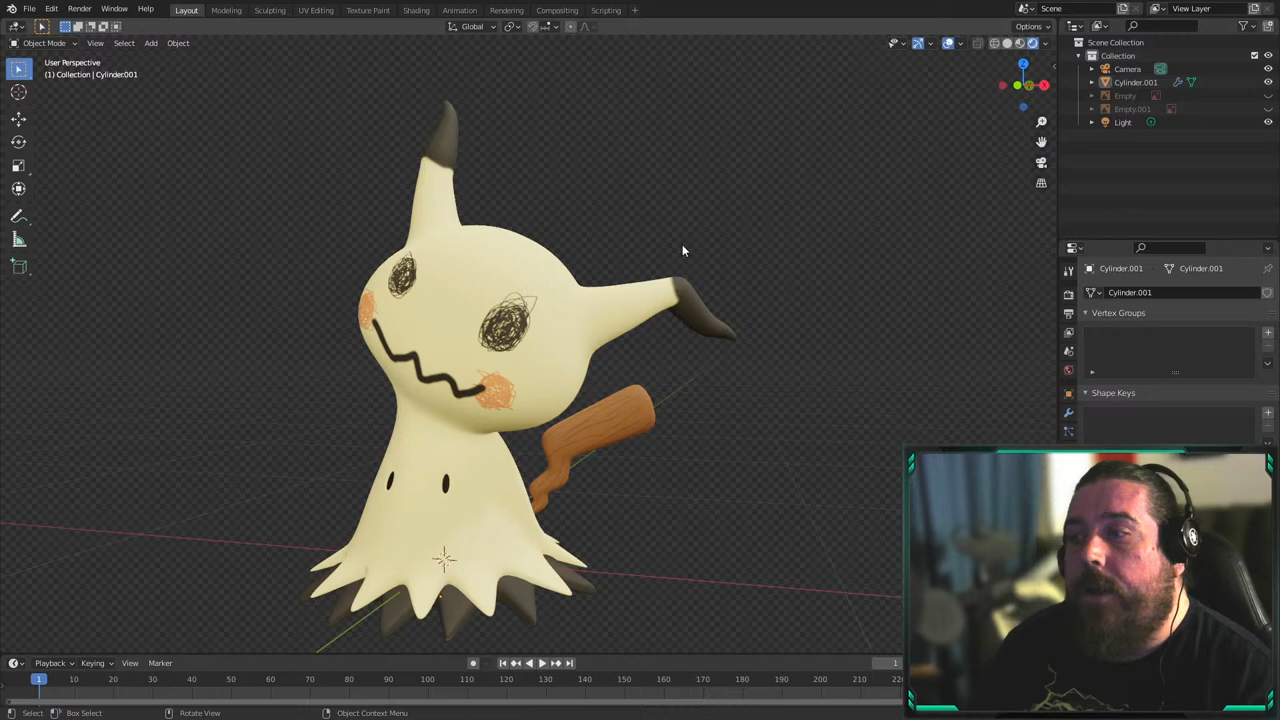 File Edit Render Window Help Layout Modeling Sculpting UV Editing Texture Paint Shading Animation Rendering Compositing Scripting + Scene View Layer
Global Options
Object Mode View Select Add Object
User Perspective
(1) Collection | Cylinder.001
Z
X
Scene Collection
Collection
Camera
Cylinder.001
Empty
Empty.001
Light
Cylinder.001 Cylinder.001
Cylinder.001
Vertex Groups
Shape Keys
Playback Keying View Marker 1
1 10 20 30 40 50 60 70 80 90 100 110 120 130 140 150 160 170 180 190 200 210 220
Select Box Select Rotate View Object Context Menu